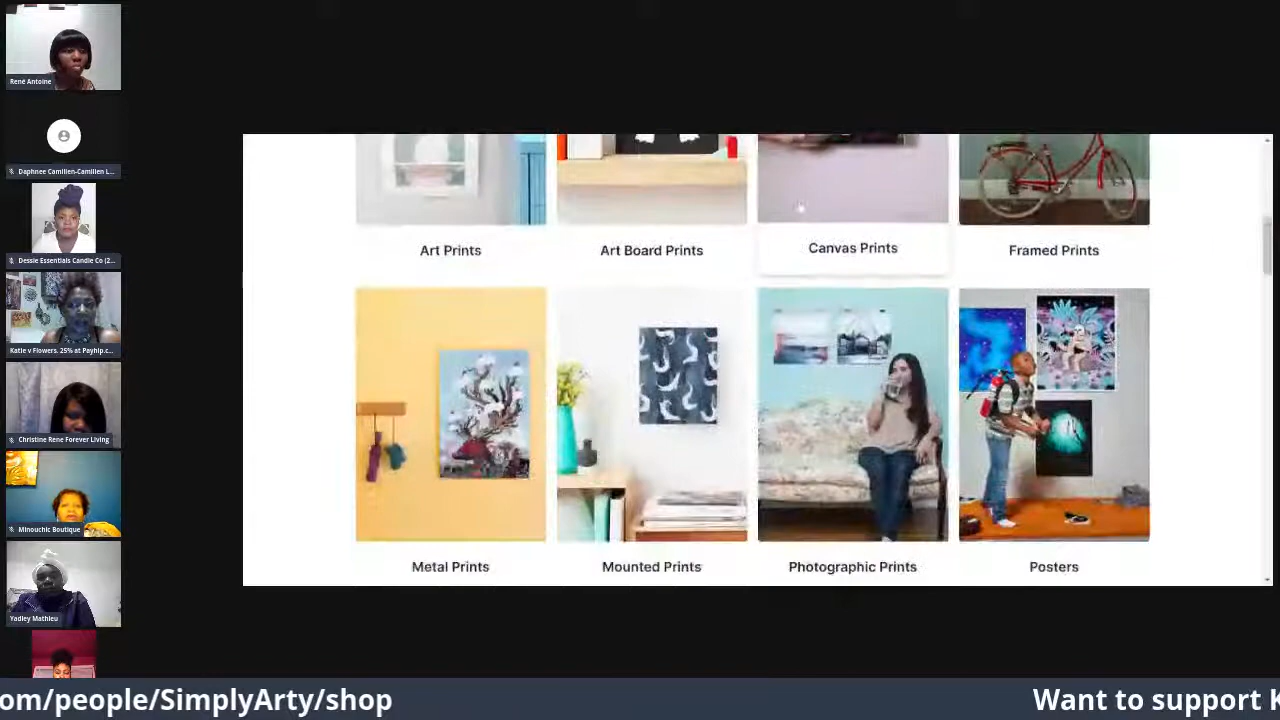 René Antoine
Daphnee Camilien-Camilien L...
Dessie Essentials Candle Co (2...
Katie v Flowers. 25% at Payhip.c...
Christine Rene Forever Living
Minouchic Boutique
Yadley Mathieu
Art Prints
Art Board Prints
Canvas Prints
Framed Prints
Metal Prints
Mounted Prints
Photographic Prints
Posters
om/people/SimplyArty/shop
Want to support K